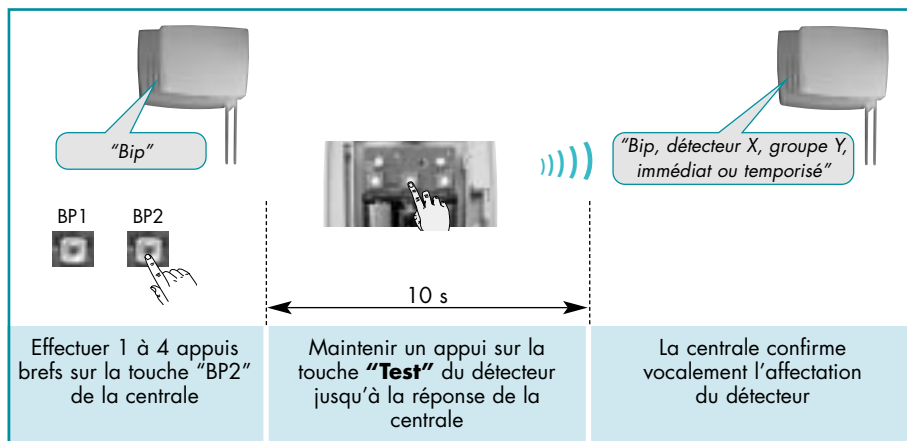 “Bip”
“Bip, détecteur X, groupe Y,
immédiat ou temporisé”
BP1 BP2
10 s
Effectuer 1 à 4 appuis
brefs sur la touche “BP2”
de la centrale
Maintenir un appui sur la
touche “Test” du détecteur
jusqu’à la réponse de la
centrale
La centrale confirme
vocalement l’affectation
du détecteur